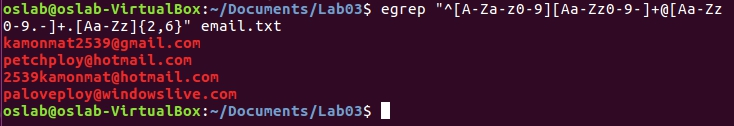 oslab@oslab-VirtualBox:~/Documents/Lab03$ egrep "^[A-Za-z0-9][Aa-Zz0-9-]+@[Aa-Zz
0-9.-]+.[Aa-Zz]{2,6}" email.txt
kamonmat2539@gmail.com
petchploy@hotmail.com
2539kamonmat@hotmail.com
paloveploy@windowslive.com
oslab@oslab-VirtualBox:~/Documents/Lab03$